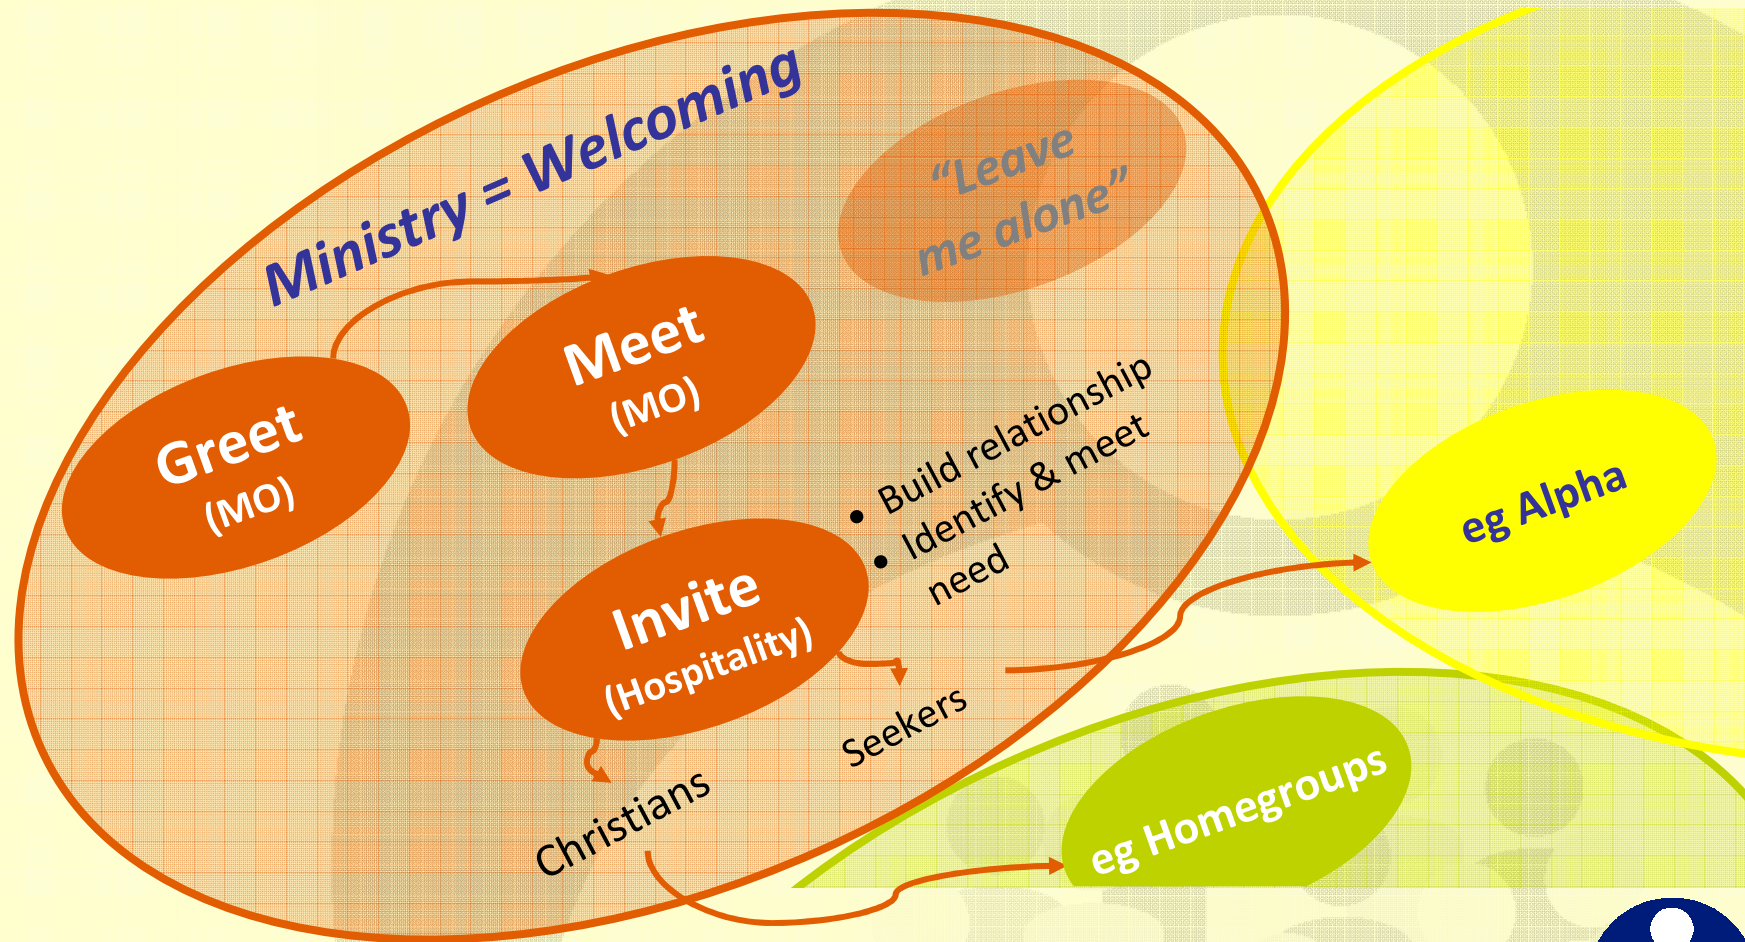 Ministry = Welcoming
“Leave
me alone”
Meet
(MO)
Greet
(MO)
• Build relationship
• Identify & meet
need
Invite
(Hospitality)
eg Alpha
Seekers
Christians
eg Homegroups